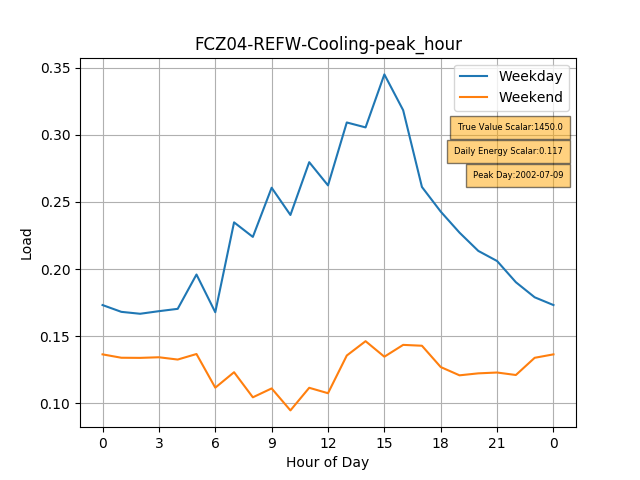 FCZ04-REFW-Cooling-peak_hour
0.35
0.30
0.25
0.20
0.15
0.10
Load
Weekday
Weekend
True Value Scalar:1450.0
Daily Energy Scalar:0.117
Peak Day:2002-07-09
0 3 6 9 12 15 18 21 0
Hour of Day